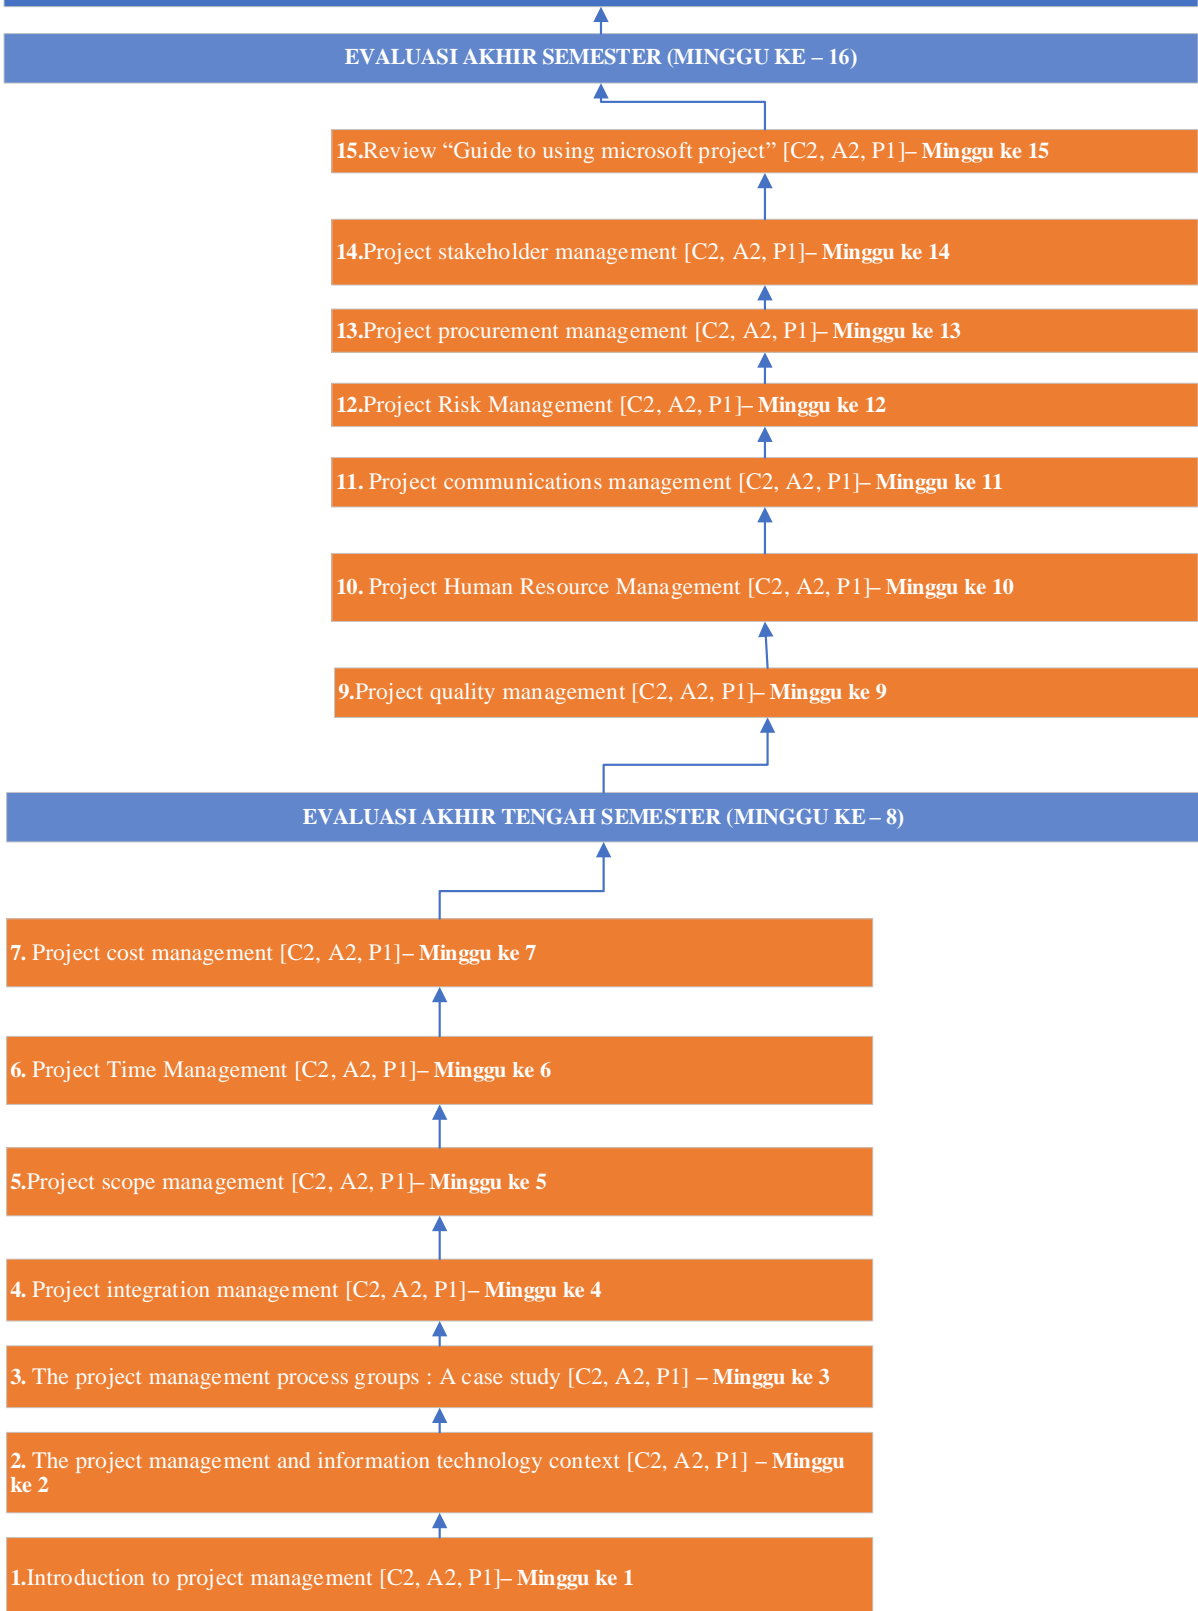 EVALUASI AKHIR SEMESTER (MINGGU KE – 16)
15.Review “Guide to using microsoft project” [C2, A2, P1]– Minggu ke 15
14.Project stakeholder management [C2, A2, P1]– Minggu ke 14
13.Project procurement management [C2, A2, P1]– Minggu ke 13
12.Project Risk Management [C2, A2, P1]– Minggu ke 12
11. Project communications management [C2, A2, P1]– Minggu ke 11
10. Project Human Resource Management [C2, A2, P1]– Minggu ke 10
9.Project quality management [C2, A2, P1]– Minggu ke 9
EVALUASI AKHIR TENGAH SEMESTER (MINGGU KE – 8)
7. Project cost management [C2, A2, P1]– Minggu ke 7
6. Project Time Management [C2, A2, P1]– Minggu ke 6
5.Project scope management [C2, A2, P1]– Minggu ke 5
4. Project integration management [C2, A2, P1]– Minggu ke 4
3. The project management process groups : A case study [C2, A2, P1] – Minggu ke 3
2. The project management and information technology context [C2, A2, P1] – Minggu
ke 2
1.Introduction to project management [C2, A2, P1]– Minggu ke 1